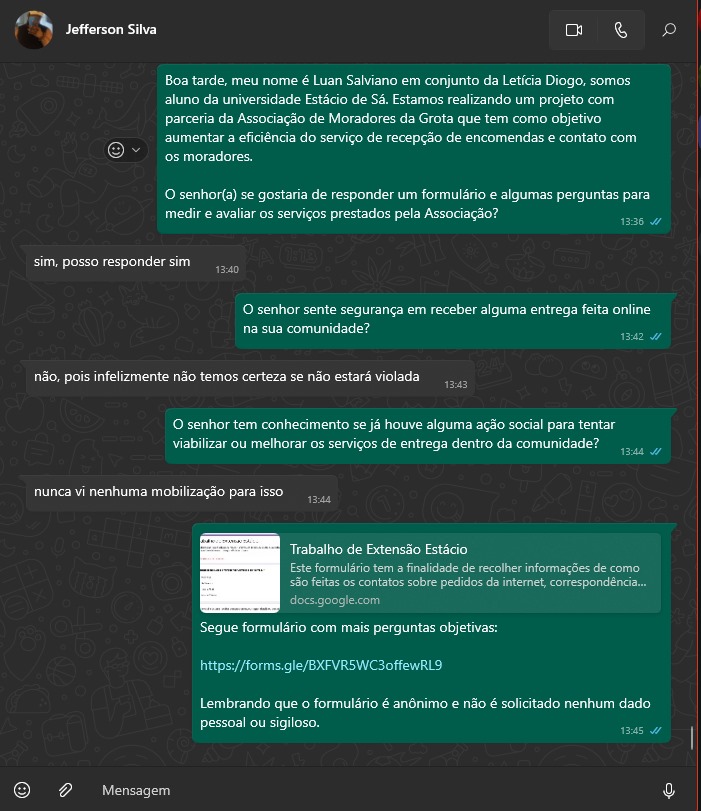 Jefferson Silva
Boa tarde, meu nome é Luan Salviano em conjunto da Letícia Diogo, somos
aluno da universidade Estácio de Sá. Estamos realizando um projeto com
parceria da Associação de Moradores da Grota que tem como objetivo
aumentar a eficiência do serviço de recepção de encomendas e contato com
os moradores.
O senhor(a) se gostaria de responder um formulário e algumas perguntas para
medir e avaliar os serviços prestados pela Associação?
13:36
sim, posso responder sim
13:40
O senhor sente segurança em receber alguma entrega feita online
na sua comunidade?
13:42
não, pois infelizmente não temos certeza se não estará violada
13:43
O senhor tem conhecimento se já houve alguma ação social para tentar
viabilizar ou melhorar os serviços de entrega dentro da comunidade?
13:44
nunca vi nenhuma mobilização para isso
13:44
Trabalho de Extensão Estácio
Este formulário tem a finalidade de recolher informações de como
são feitas os contatos sobre pedidos da internet, correspondência...
docs.google.com
Segue formulário com mais perguntas objetivas:
https://forms.gle/BXFVR5WC3offewRL9
Lembrando que o formulário é anônimo e não é solicitado nenhum dado
pessoal ou sigiloso.
13:45
Mensagem